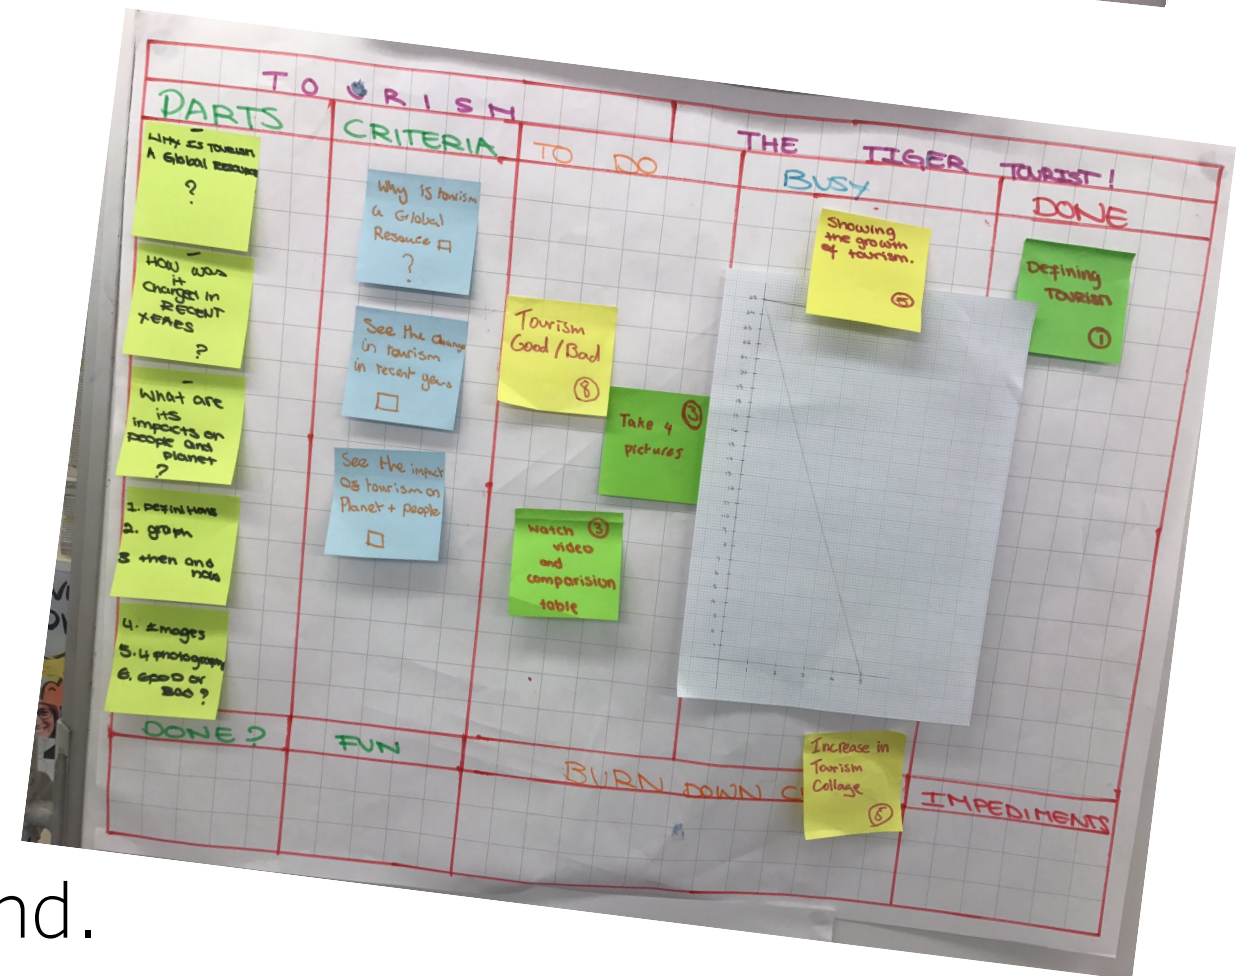 TOURISM
THE TIGER TOURIST!
DARTS
WHY IS TOURISM
A Global
?
HOW was
it
Changed in
RECENT
YEARS
?
What are
its
impacts on
people and
planet
?
1. DEFINITIONS
2. graph
3 then and
now
4. Images
5. 4 photography
6. GOOD or
BAD?
CRITERIA
Why is tourism
a Global
Resource
?
See the change
in tourism
in recent years
See the impact
of tourism on
Planet + people
TO DO
Tourism
Good/Bad
8
Take 4
pictures
3
Watch 3
video
and
comparision
table
BUSY
Showing
the growth
of tourism.
5
DONE
Defining
TOURISM
1
DONE?
FUN
BURN DOWN C
Increase in
Tourism
Collage
IMPEDIMENTS
nd.